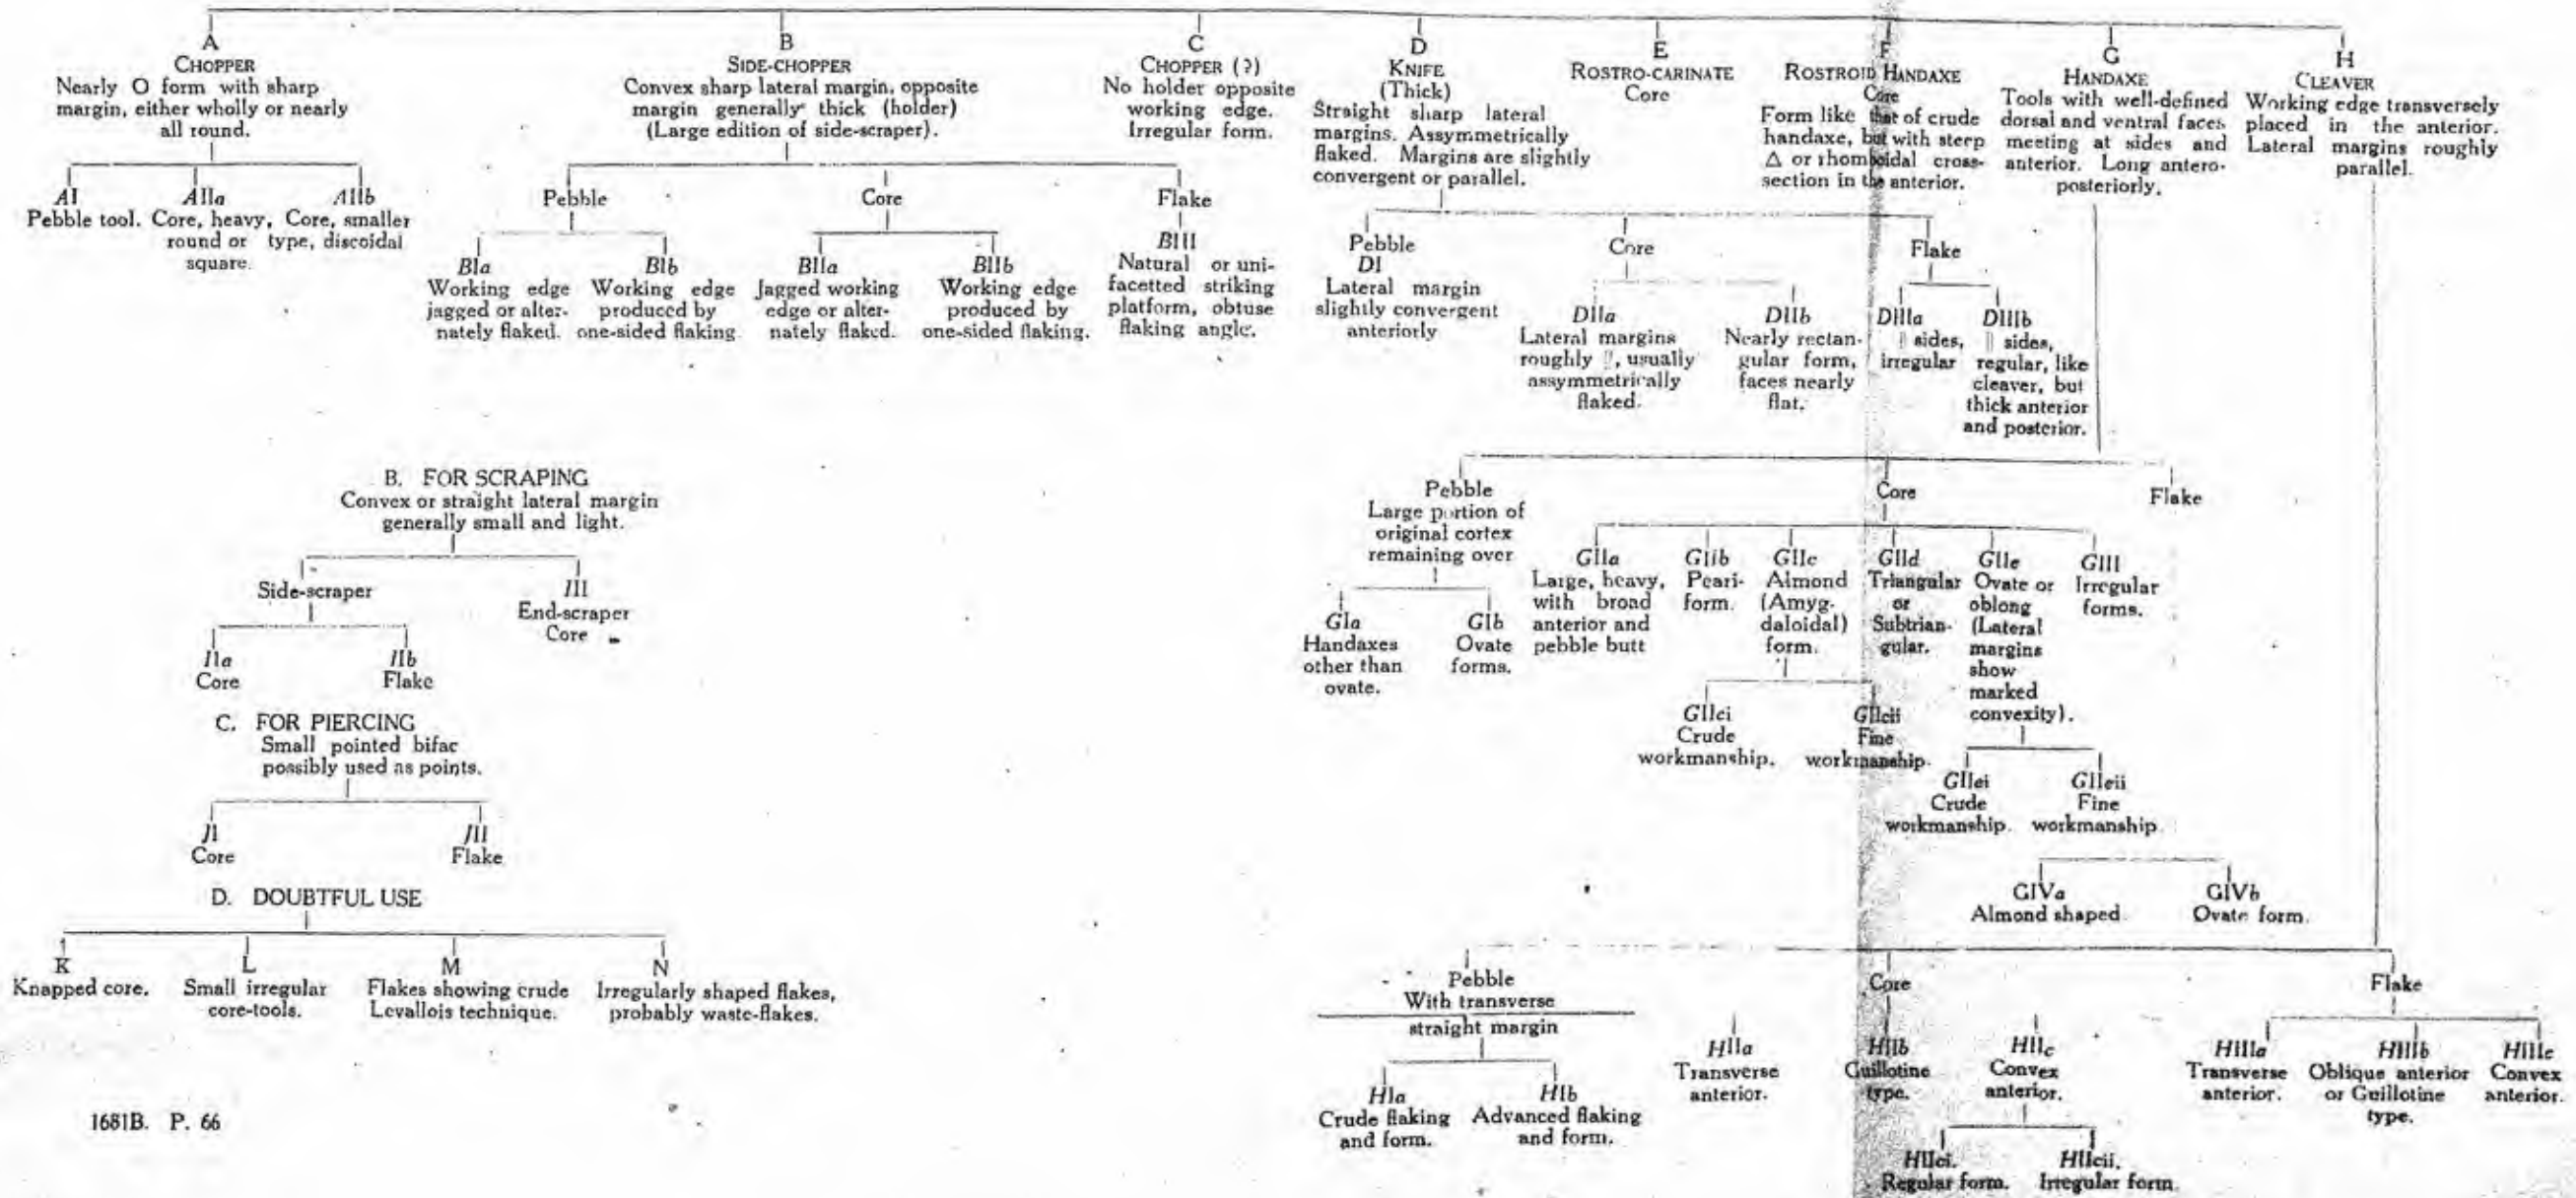 A
CHOPPER
Nearly O form with sharp
margin, either wholly or nearly
all round.
AI
Pebble tool.
AIIa
Core, heavy,
round or
square.
AIIb
Core, smaller
type, discoidal
B
SIDE-CHOPPER
Convex sharp lateral margin, opposite
margin generally thick (holder)
(Large edition of side-scraper).
Pebble
BIa
Working edge
jagged or alter-
nately flaked.
BIb
Working edge
produced by
one-sided flaking.
Core
BIIa
Jagged working
edge or alter-
nately flaked.
BIIb
Working edge
produced by
one-sided flaking.
Flake
BIII
Natural or uni-
facetted striking
platform, obtuse
flaking angle.
C
CHOPPER (?)
No holder opposite
working edge.
Irregular form.
D
KNIFE
(Thick)
Straight sharp lateral
margins. Assymmetrically
flaked. Margins are slightly
convergent or parallel.
Pebble
DI
Lateral margin
slightly convergent
anteriorly
Core
DIIa
Lateral margins
roughly ||, usually
assymmetrically
flaked.
DIIb
Nearly rectan-
gular form,
faces nearly
flat.
Flake
DIIIa
|| sides,
irregular
DIIIb
|| sides,
regular, like
cleaver, but
thick anterior
and posterior.
E
ROSTRO-CARINATE
Core
F
ROSTROID HANDAXE
Core
Form like that of crude
handaxe, but with steep
Δ or rhomboidal cross-
section in the anterior.
G
HANDAXE
Tools with well-defined
dorsal and ventral faces
meeting at sides and
anterior. Long antero-
posteriorly.
H
CLEAVER
Working edge transversely
placed in the anterior.
Lateral margins roughly
parallel.
Pebble
Large portion of
original cortex
remaining over
GIa
Handaxes
other than
ovate.
GIb
Ovate
forms.
Core
GIIa
Large, heavy,
with broad
anterior and
pebble butt
GIIb
Peari-
form.
GIIc
Almond
(Amyg-
daloidal)
form.
GIIci
Crude
workmanship.
GIIcii
Fine
workmanship.
GIId
Triangular
or
Subtrian-
gular.
GIIe
Ovate or
oblong
(Lateral
margins
show
marked
convexity).
GIIei
Crude
workmanship.
GIIeii
Fine
workmanship.
GIII
Irregular
forms.
Flake
GIVa
Almond shaped.
GIVb
Ovate form.
Pebble
With transverse
straight margin
HIa
Crude flaking
and form.
HIb
Advanced flaking
and form.
Core
HIIa
Transverse
anterior.
HIIb
Guillotine
type.
HIIc
Convex
anterior.
HIIci.
Regular form.
HIIcii.
Irregular form
Flake
HIIIa
Transverse
anterior.
HIIIb
Oblique anterior
or Guillotine
type.
HIIIc
Convex
anterior.
B. FOR SCRAPING
Convex or straight lateral margin
generally small and light.
Side-scraper
IIa
Core
IIb
Flake
III
End-scraper
Core
C. FOR PIERCING
Small pointed bifac
possibly used as points.
JI
Core
JII
Flake
D. DOUBTFUL USE
K
Knapped core.
L
Small irregular
core-tools.
M
Flakes showing crude
Levallois technique.
N
Irregularly shaped flakes,
probably waste-flakes.
1681B. P. 66